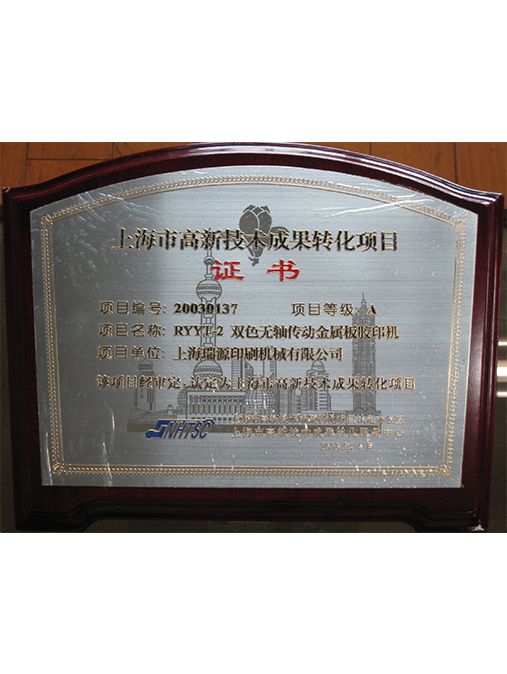 上海市高新技术成果转化项目
证书
项目编号: 20030137 项目等级: A
项目名称: RYYT-2 双色无轴传动金属板胶印机
项目单位: 上海瑞源印刷机械有限公司
该项目经审定,认定为上海市高新技术成果转化项目
SNHTSC